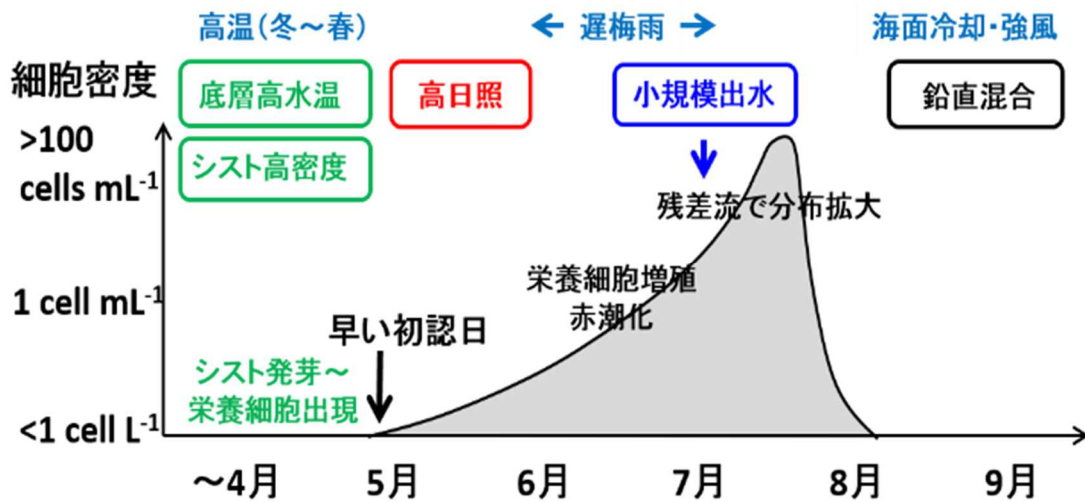 高温(冬～春)
← 遅梅雨 →
海面冷却・強風
細胞密度
底層高水温
高日照
小規模出水
鉛直混合
>100
cells mL⁻¹
シスト高密度
残差流で分布拡大
栄養細胞増殖
赤潮化
1 cell mL⁻¹
早い初認日
シスト発芽～
栄養細胞出現
<1 cell L⁻¹
～4月 5月 6月 7月 8月 9月